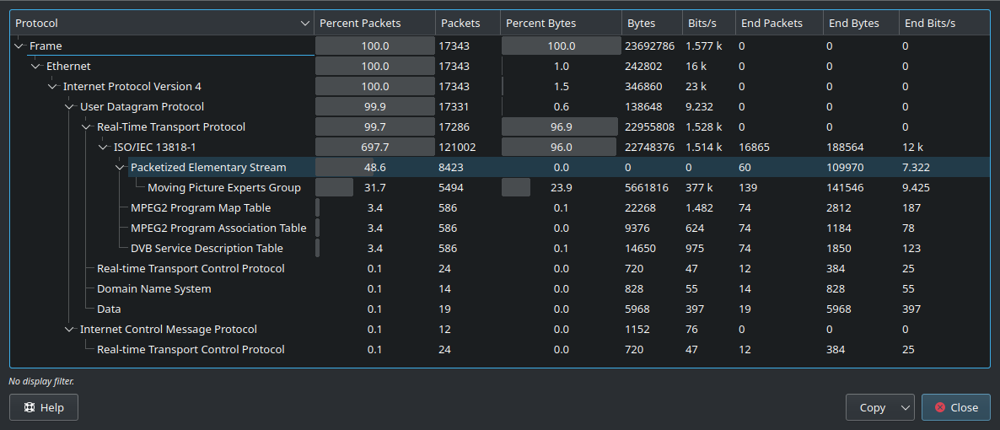 Protocol Percent Packets Packets Percent Bytes Bytes Bits/s End Packets End Bytes End Bits/s
Frame 100.0 17343 100.0 23692786 1.577 k 0 0 0
Ethernet 100.0 17343 1.0 242802 16 k 0 0 0
Internet Protocol Version 4 100.0 17343 1.5 346860 23 k 0 0 0
User Datagram Protocol 99.9 17331 0.6 138648 9.232 0 0 0
Real-Time Transport Protocol 99.7 17286 96.9 22955808 1.528 k 0 0 0
ISO/IEC 13818-1 697.7 121002 96.0 22748376 1.514 k 16865 188564 12 k
Packetized Elementary Stream 48.6 8423 0.0 0 0 60 109970 7.322
Moving Picture Experts Group 31.7 5494 23.9 5661816 377 k 139 141546 9.425
MPEG2 Program Map Table 3.4 586 0.1 22268 1.482 74 2812 187
MPEG2 Program Association Table 3.4 586 0.0 9376 624 74 1184 78
DVB Service Description Table 3.4 586 0.1 14650 975 74 1850 123
Real-time Transport Control Protocol 0.1 24 0.0 720 47 12 384 25
Domain Name System 0.1 14 0.0 828 55 14 828 55
Data 0.1 19 0.0 5968 397 19 5968 397
Internet Control Message Protocol 0.1 12 0.0 1152 76 0 0 0
Real-time Transport Control Protocol 0.1 24 0.0 720 47 12 384 25
No display filter.
Help Copy Close